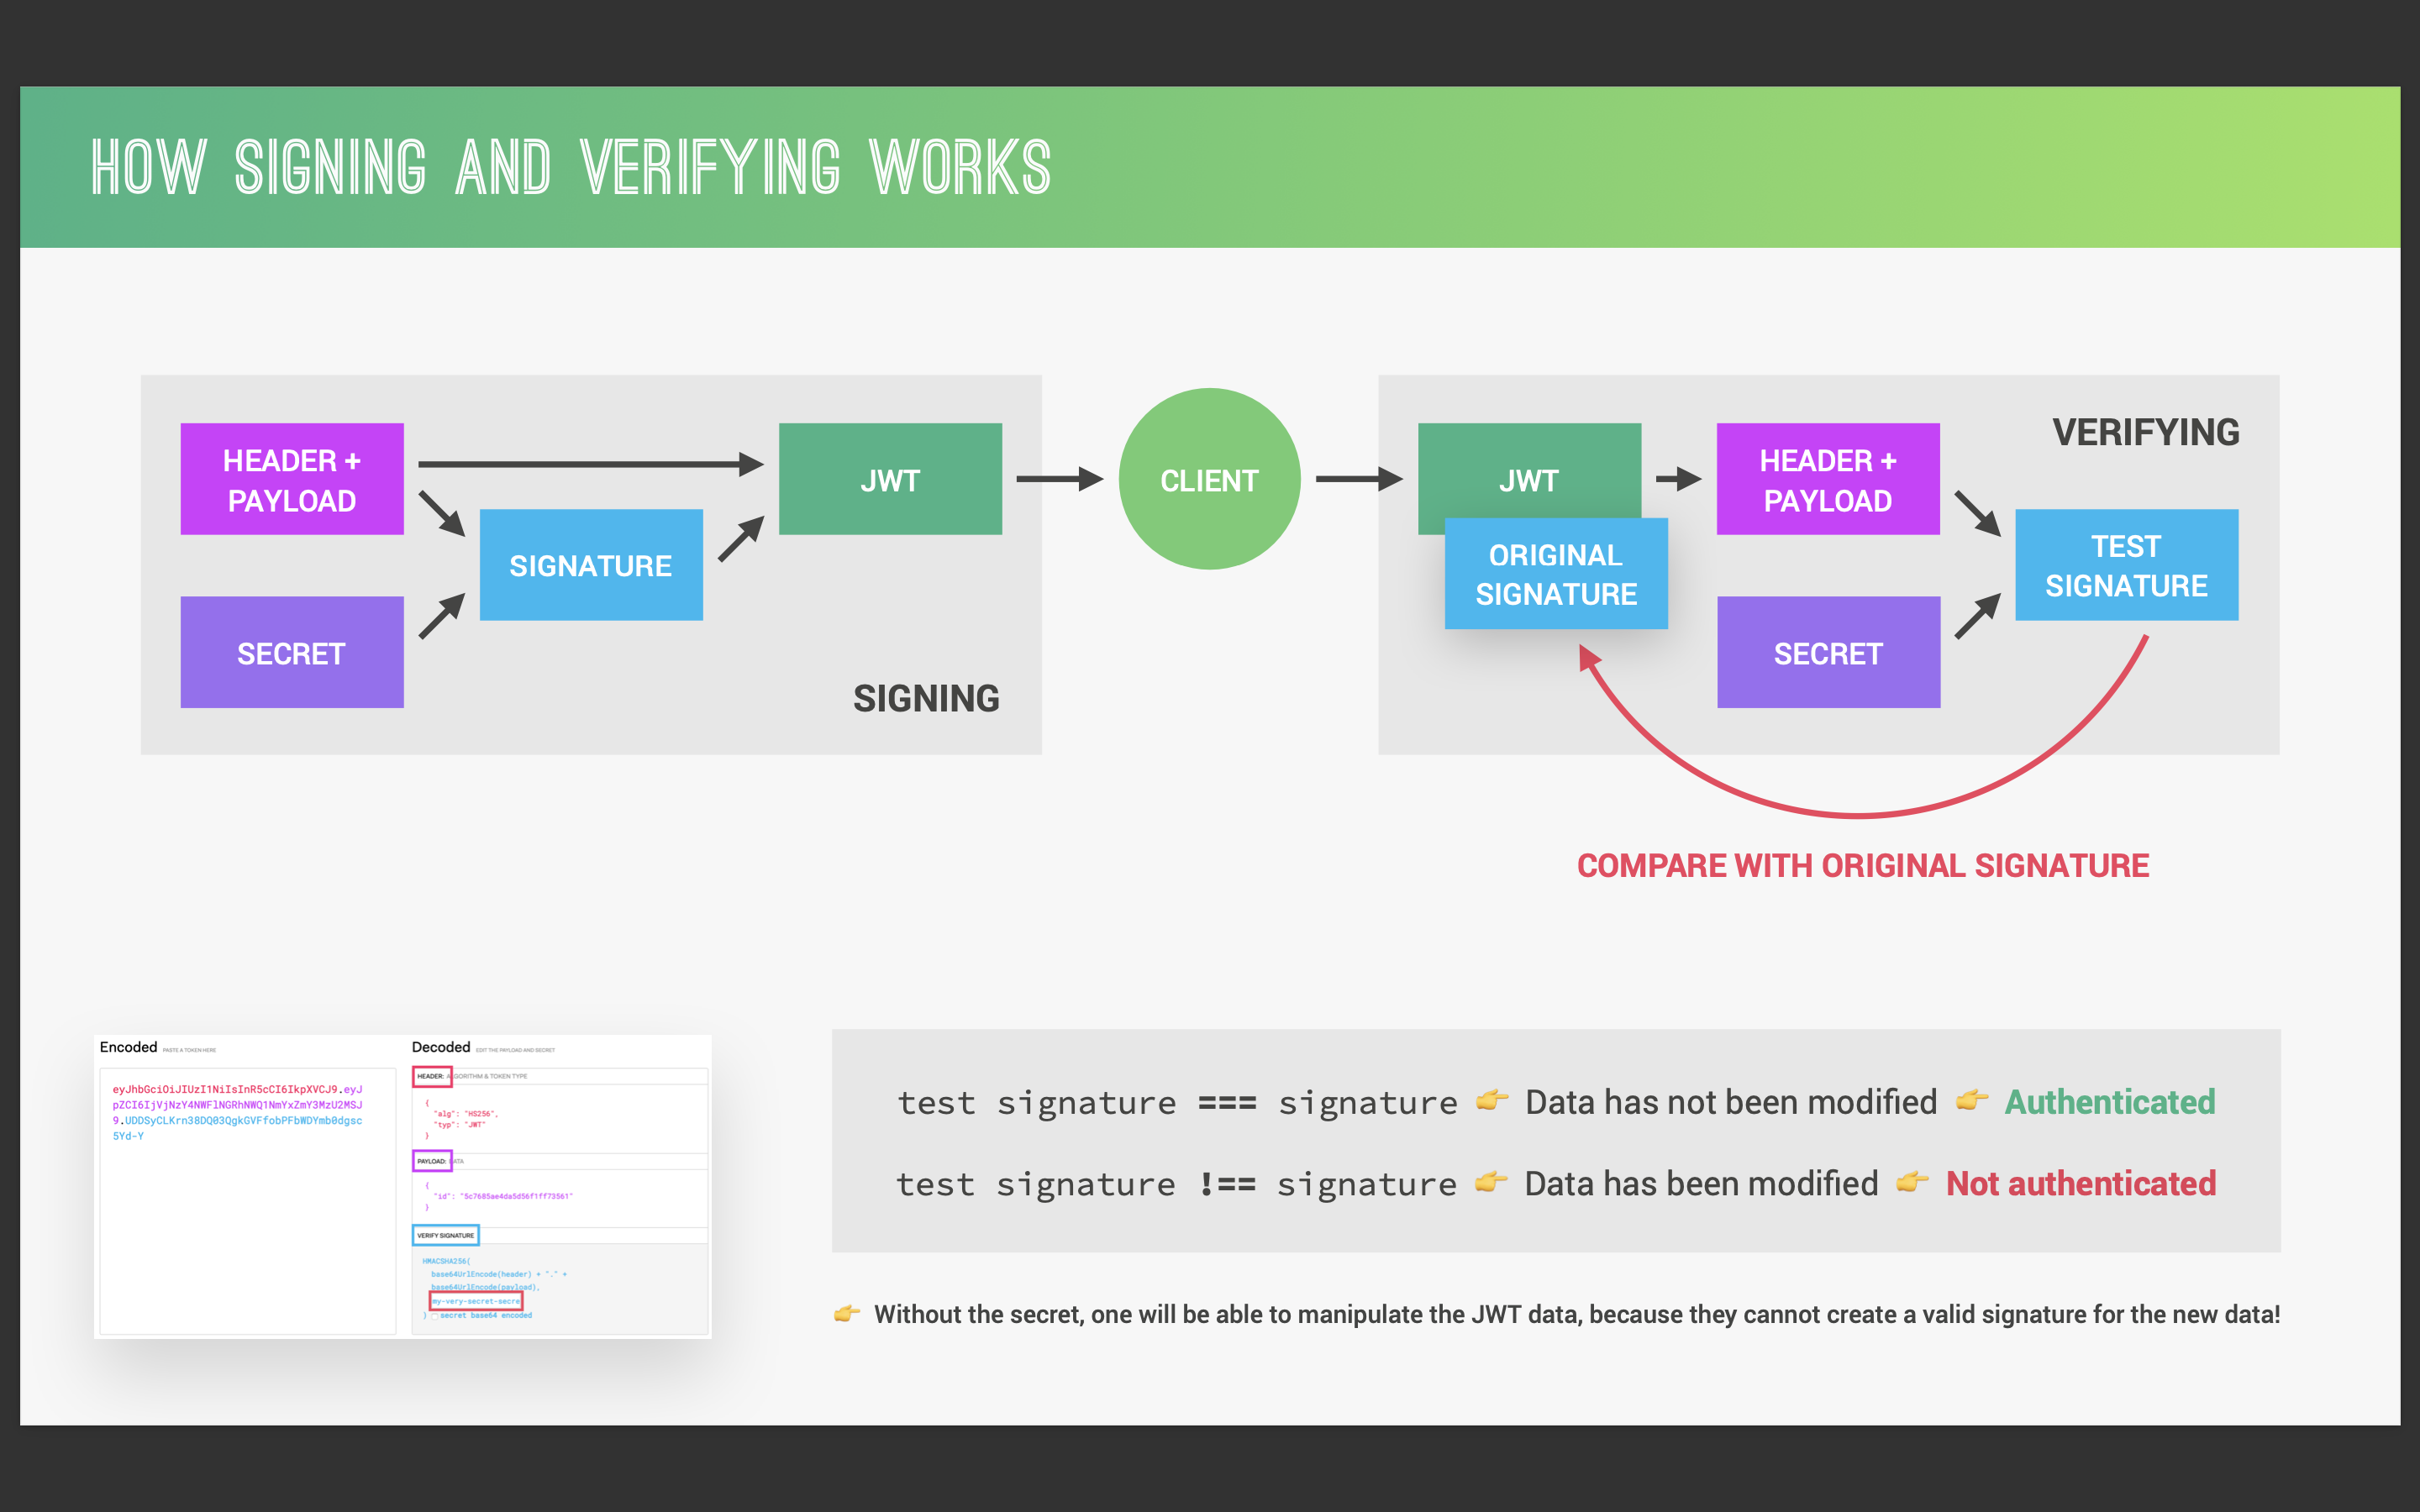 HOW SIGNING AND VERIFYING WORKS
HEADER +
PAYLOAD
SECRET
SIGNATURE
JWT
SIGNING
CLIENT
JWT
ORIGINAL
SIGNATURE
HEADER +
PAYLOAD
SECRET
VERIFYING
TEST
SIGNATURE
COMPARE WITH ORIGINAL SIGNATURE
Encoded PASTE A TOKEN HERE
eyJhbGciOiJIUzI1NiIsInR5cCI6IkpXVCJ9.eyJ
pZCI6IjVjNzY4NWFlNGRhNWQ1NmYxZmY3MzU2MSJ
9.UDDSyCLKrn38DQ03QgkGVFfobPFbWDYmb0dgsc
5Yd-Y
Decoded EDIT THE PAYLOAD AND SECRET
HEADER: ALGORITHM & TOKEN TYPE
{
"alg": "HS256",
"typ": "JWT"
}
PAYLOAD: DATA
{
"id": "5c7685ae4da5d56f1ff73561"
}
VERIFY SIGNATURE
HMACSHA256(
base64UrlEncode(header) + "." +
base64UrlEncode(payload),
my-very-secret-secre
) secret base64 encoded
test signature === signature 👉 Data has not been modified 👉 Authenticated
test signature !== signature 👉 Data has been modified 👉 Not authenticated
👉 Without the secret, one will be able to manipulate the JWT data, because they cannot create a valid signature for the new data!